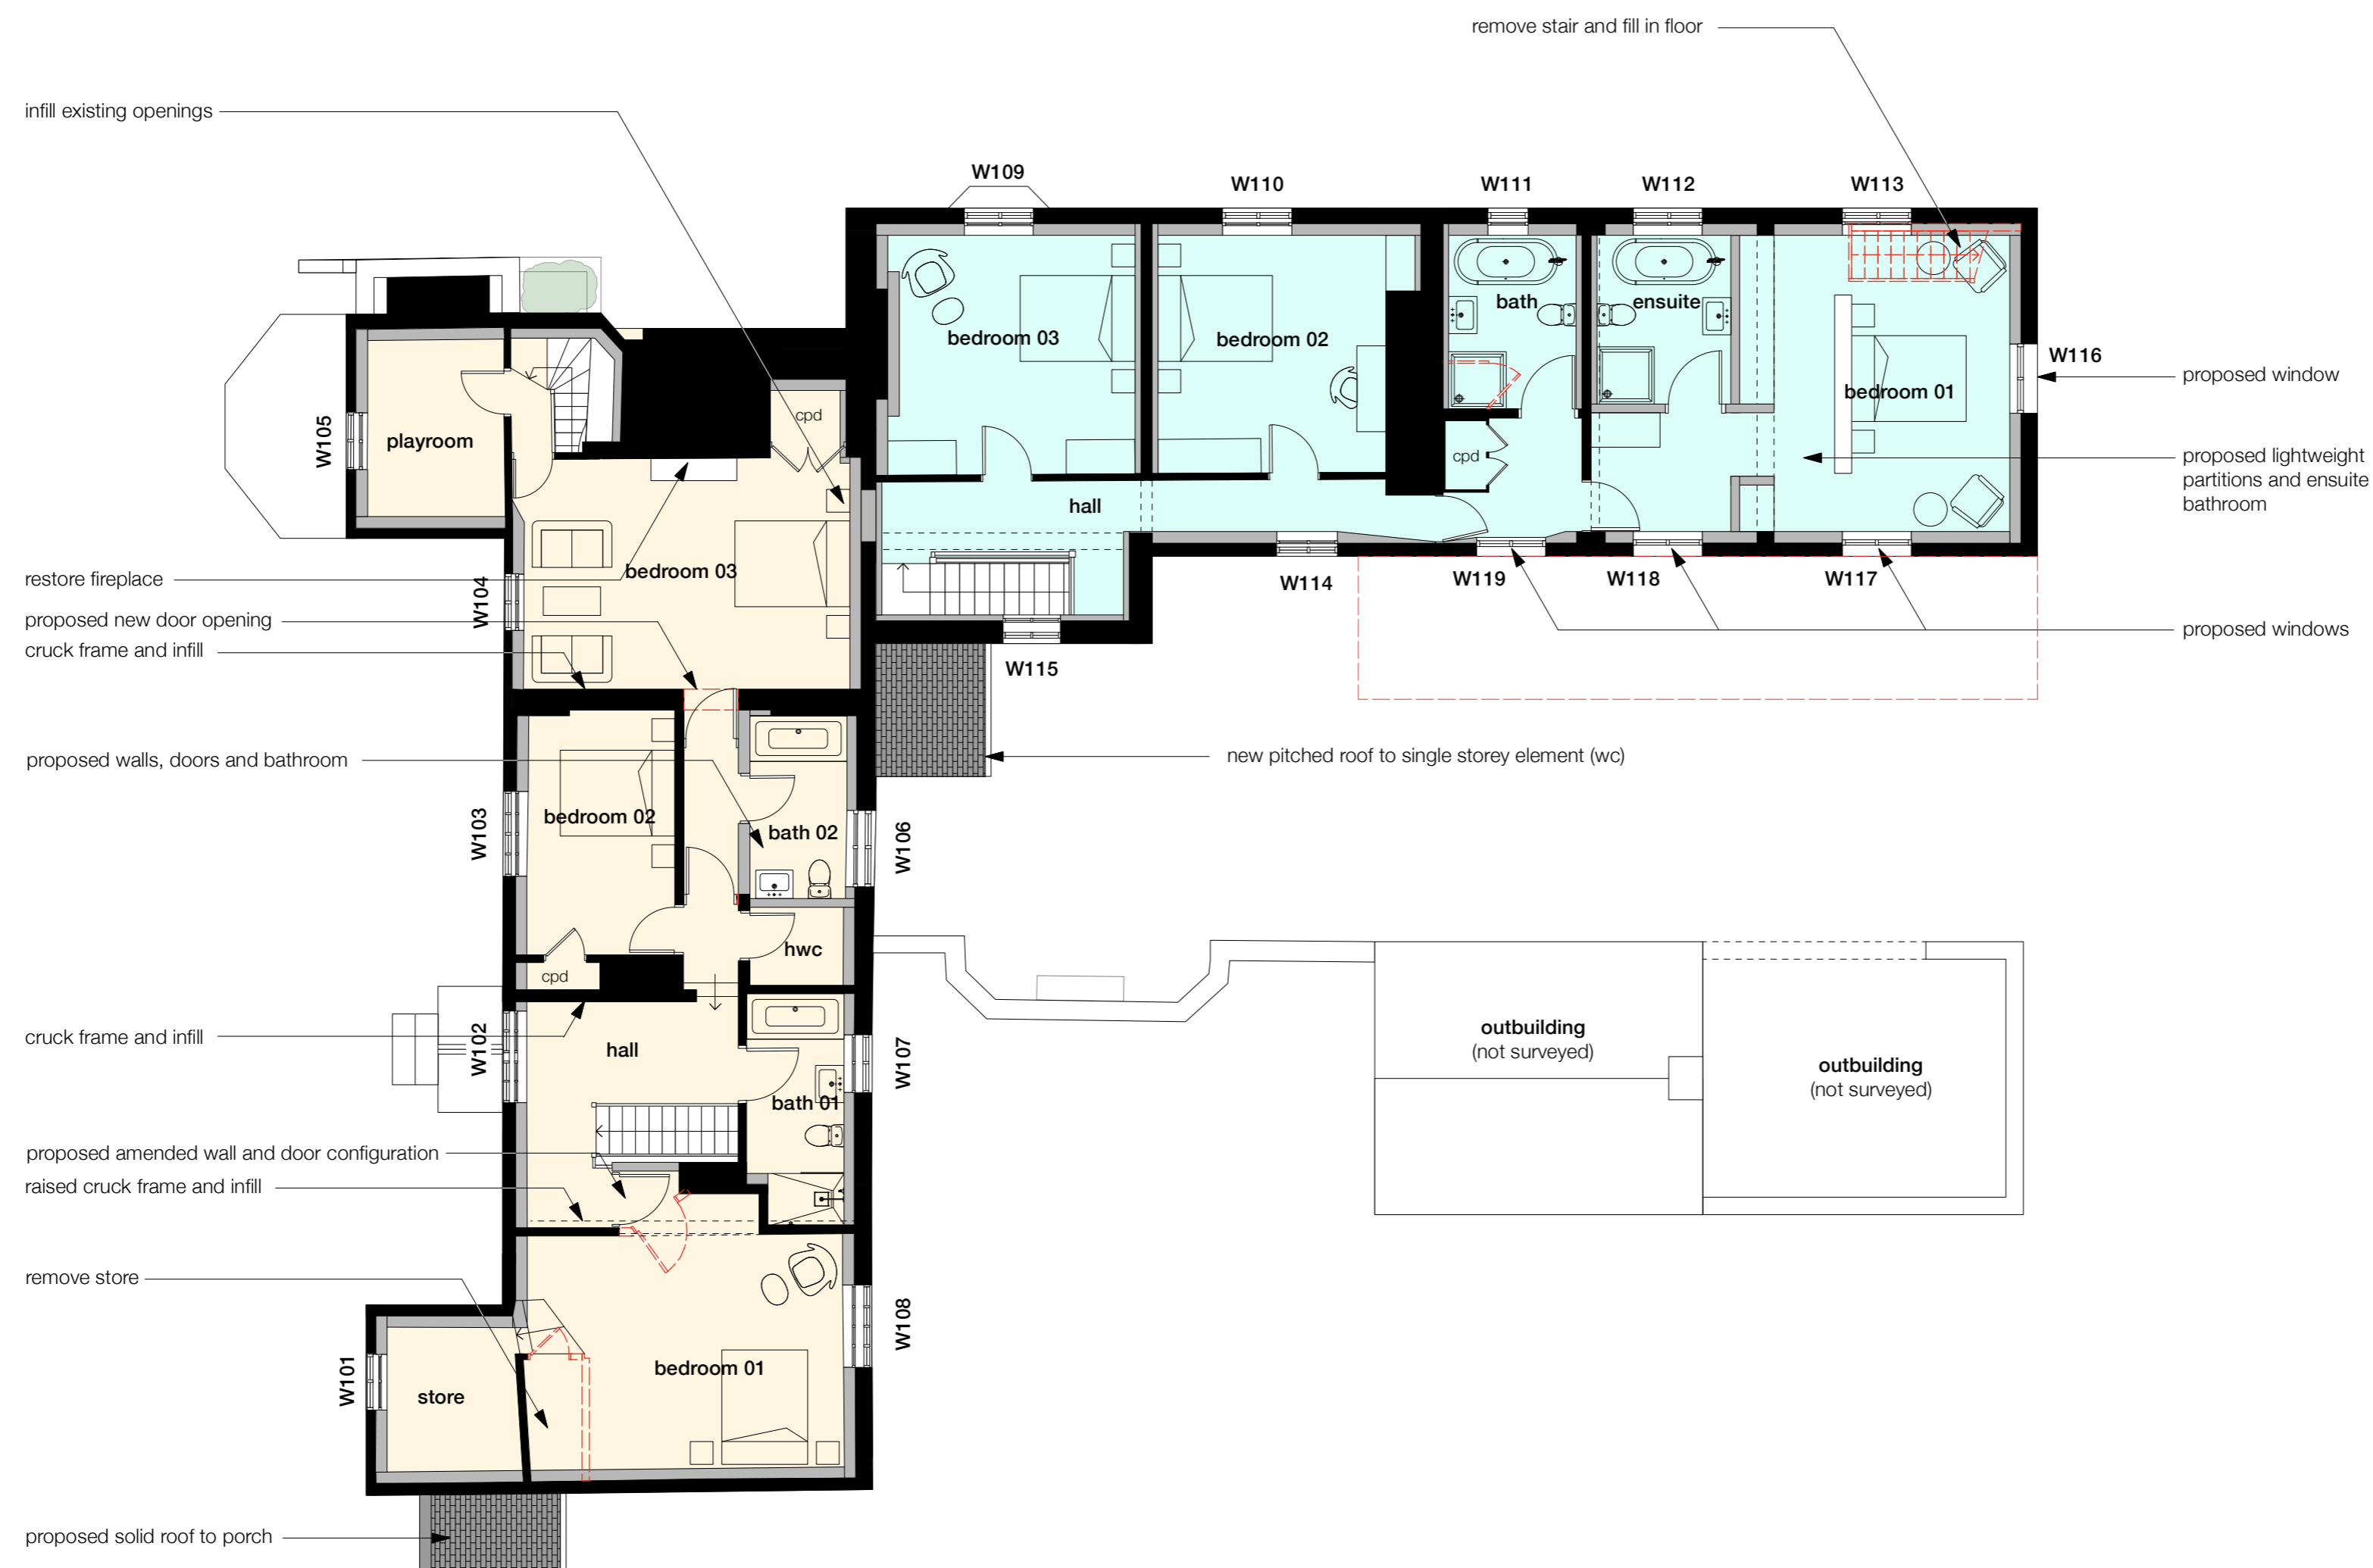 remove stair and fill in floor
infill existing openings
W109
W110
W111
W112
W113
bath
ensuite
bedroom 03
bedroom 02
W116
proposed window
bedroom 01
cpd
W105
playroom
cpd
proposed lightweight
partitions and ensuite
bathroom
hall
restore fireplace
W104
bedroom 03
W114
W119
W118
W117
proposed new door opening
proposed windows
cruck frame and infill
W115
proposed walls, doors and bathroom
new pitched roof to single storey element (wc)
W103
bedroom 02
bath 02
W106
hwc
cpd
cruck frame and infill
W102
hall
W107
outbuilding
(not surveyed)
outbuilding
(not surveyed)
bath 01
proposed amended wall and door configuration
raised cruck frame and infill
remove store
W108
bedroom 01
W101
store
proposed solid roof to porch